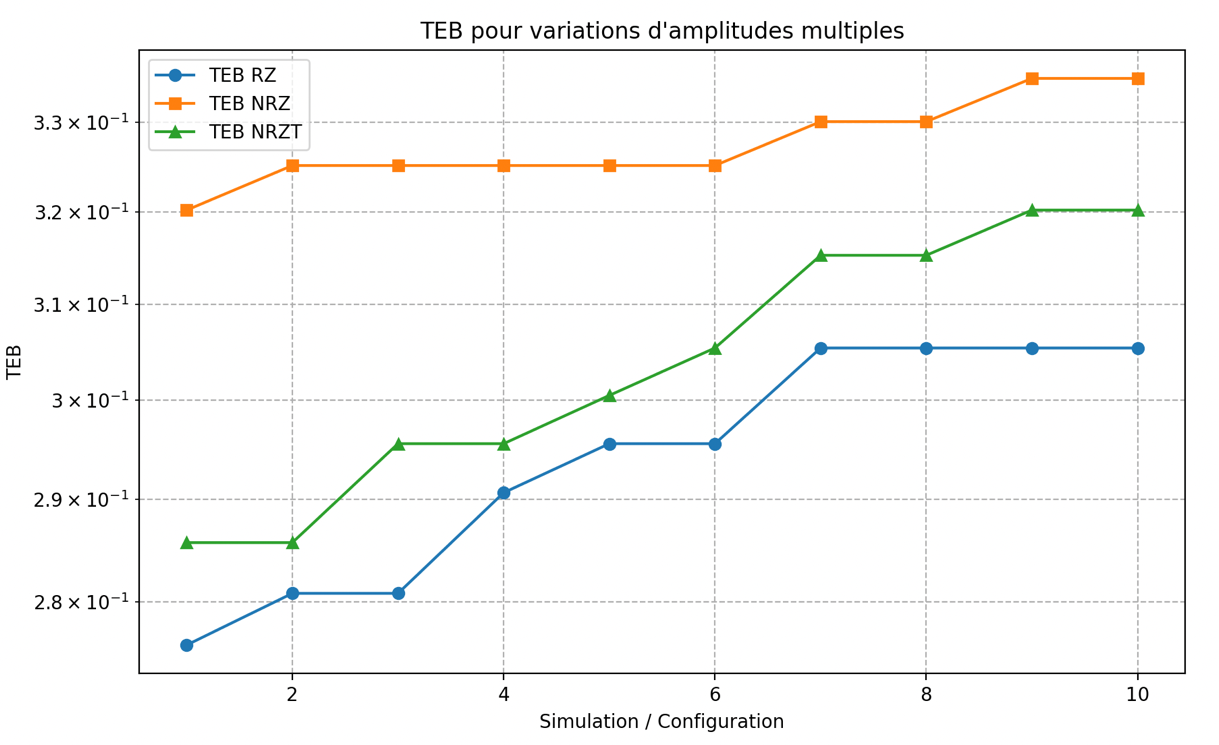 TEB pour variations d'amplitudes multiples
TEB RZ
TEB NRZ
TEB NRZT
TEB
3.3 × 10⁻¹
3.2 × 10⁻¹
3.1 × 10⁻¹
3 × 10⁻¹
2.9 × 10⁻¹
2.8 × 10⁻¹
2 4 6 8 10
Simulation / Configuration